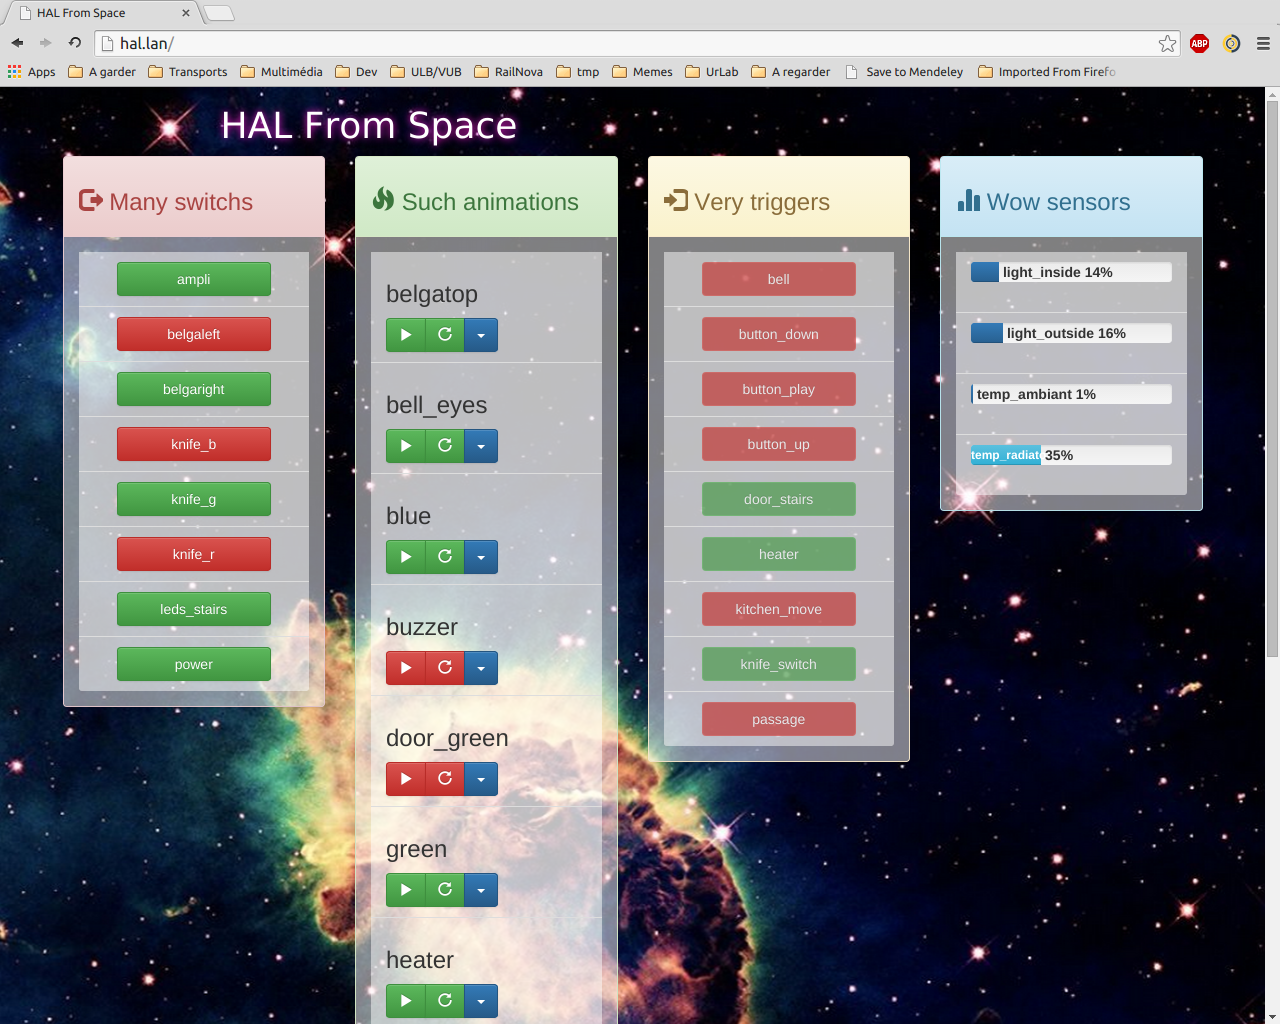 HAL From Space
hal.lan/
ABP
Apps A garder Transports Multimédia Dev ULB/VUB RailNova tmp Memes UrLab A regarder Save to Mendeley Imported From Firefo
HAL From Space
Many switchs
ampli
belgaleft
belgaright
knife_b
knife_g
knife_r
leds_stairs
power
Such animations
belgatop
bell_eyes
blue
buzzer
door_green
green
heater
Very triggers
bell
button_down
button_play
button_up
door_stairs
heater
kitchen_move
knife_switch
passage
Wow sensors
light_inside 14%
light_outside 16%
temp_ambiant 1%
temp_radiat 35%